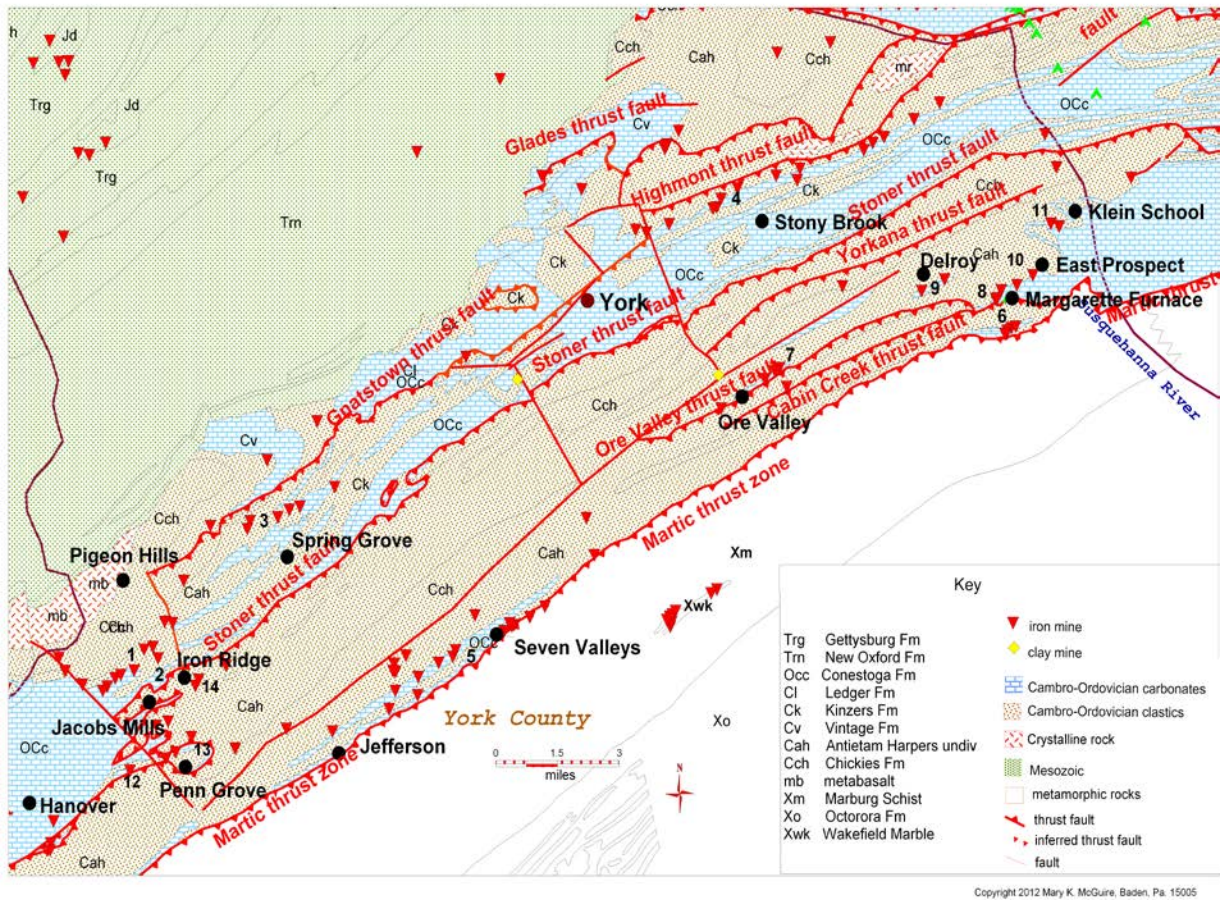 h
Jd
Trg
Jd
Trg
Trn
Cah
Cch
Cah
Cch
mr
fault
Glades thrust fault
Cv
Highmont thrust fault
OCc
OCc
OCc
Stoner thrust fault
Ck
4
Stony Brook
Cch
Yorkana thrust fault
11
Klein School
Ck
Ck
OCc
Cah
10
East Prospect
Delroy
9
8
Margarette Furnace
6
Martic thrust
Susquehanna River
York
Ck
Gnatstown thrust fault
Stoner thrust fault
Cl
OCc
7
Ore Valley thrust fault
Cabin Creek thrust fault
Ore Valley
Cch
OCc
Cv
Ck
Martic thrust zone
Cch
3
Spring Grove
Pigeon Hills
mb
mb
Cah
Stoner thrust fault
Cah
Cch
Xm
Xwk
Cch
1
2
Iron Ridge
14
OCc
5
Seven Valleys
Jacobs Mills
Cah
York County
Xo
OCc
13
12
Penn Grove
Jefferson
0 1.5 3
miles
N
Hanover
Martic thrust zone
Cah
Key
Trg Gettysburg Fm
Trn New Oxford Fm
Occ Conestoga Fm
Cl Ledger Fm
Ck Kinzers Fm
Cv Vintage Fm
Cah Antietam Harpers undiv
Cch Chickies Fm
mb metabasalt
Xm Marburg Schist
Xo Octorora Fm
Xwk Wakefield Marble
iron mine
clay mine
Cambro-Ordovician carbonates
Cambro-Ordovician clastics
Crystalline rock
Mesozoic
metamorphic rocks
thrust fault
inferred thrust fault
fault
Copyright 2012 Mary K. McGuire, Baden, Pa. 15005